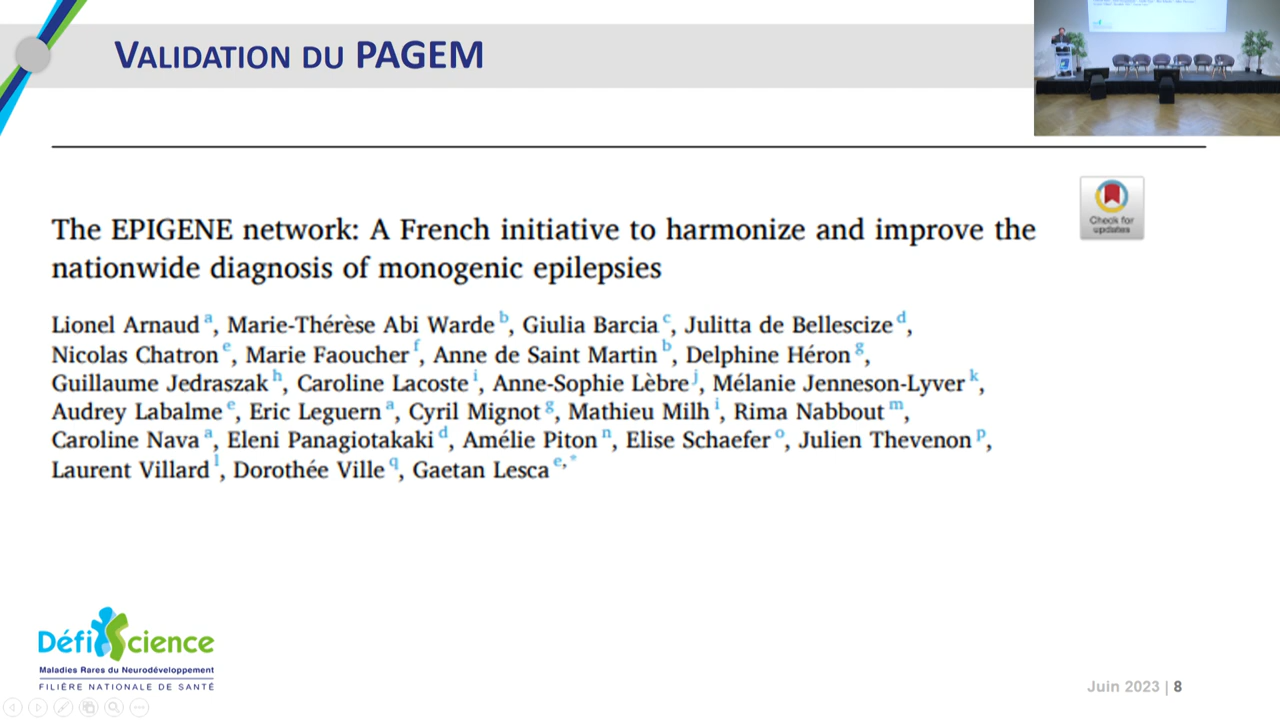 VALIDATION DU PAGEM
Check for
updates
The EPIGENE network: A French initiative to harmonize and improve the
nationwide diagnosis of monogenic epilepsies
Lionel Arnaud a, Marie-Thérèse Abi Warde b, Giulia Barcia c, Julitta de Bellescize d,
Nicolas Chatron e, Marie Faoucher f, Anne de Saint Martin b, Delphine Héron g,
Guillaume Jedraszak h, Caroline Lacoste i, Anne-Sophie Lèbre j, Mélanie Jenneson-Lyver k,
Audrey Labalme e, Eric Leguern a, Cyril Mignot g, Mathieu Milh i, Rima Nabbout m,
Caroline Nava a, Eleni Panagiotakaki d, Amélie Piton n, Elise Schaefer o, Julien Thevenon p,
Laurent Villard l, Dorothée Ville q, Gaetan Lesca e,*
DéfiScience
Maladies Rares du Neurodéveloppement
FILIÈRE NATIONALE DE SANTÉ
Juin 2023 | 8